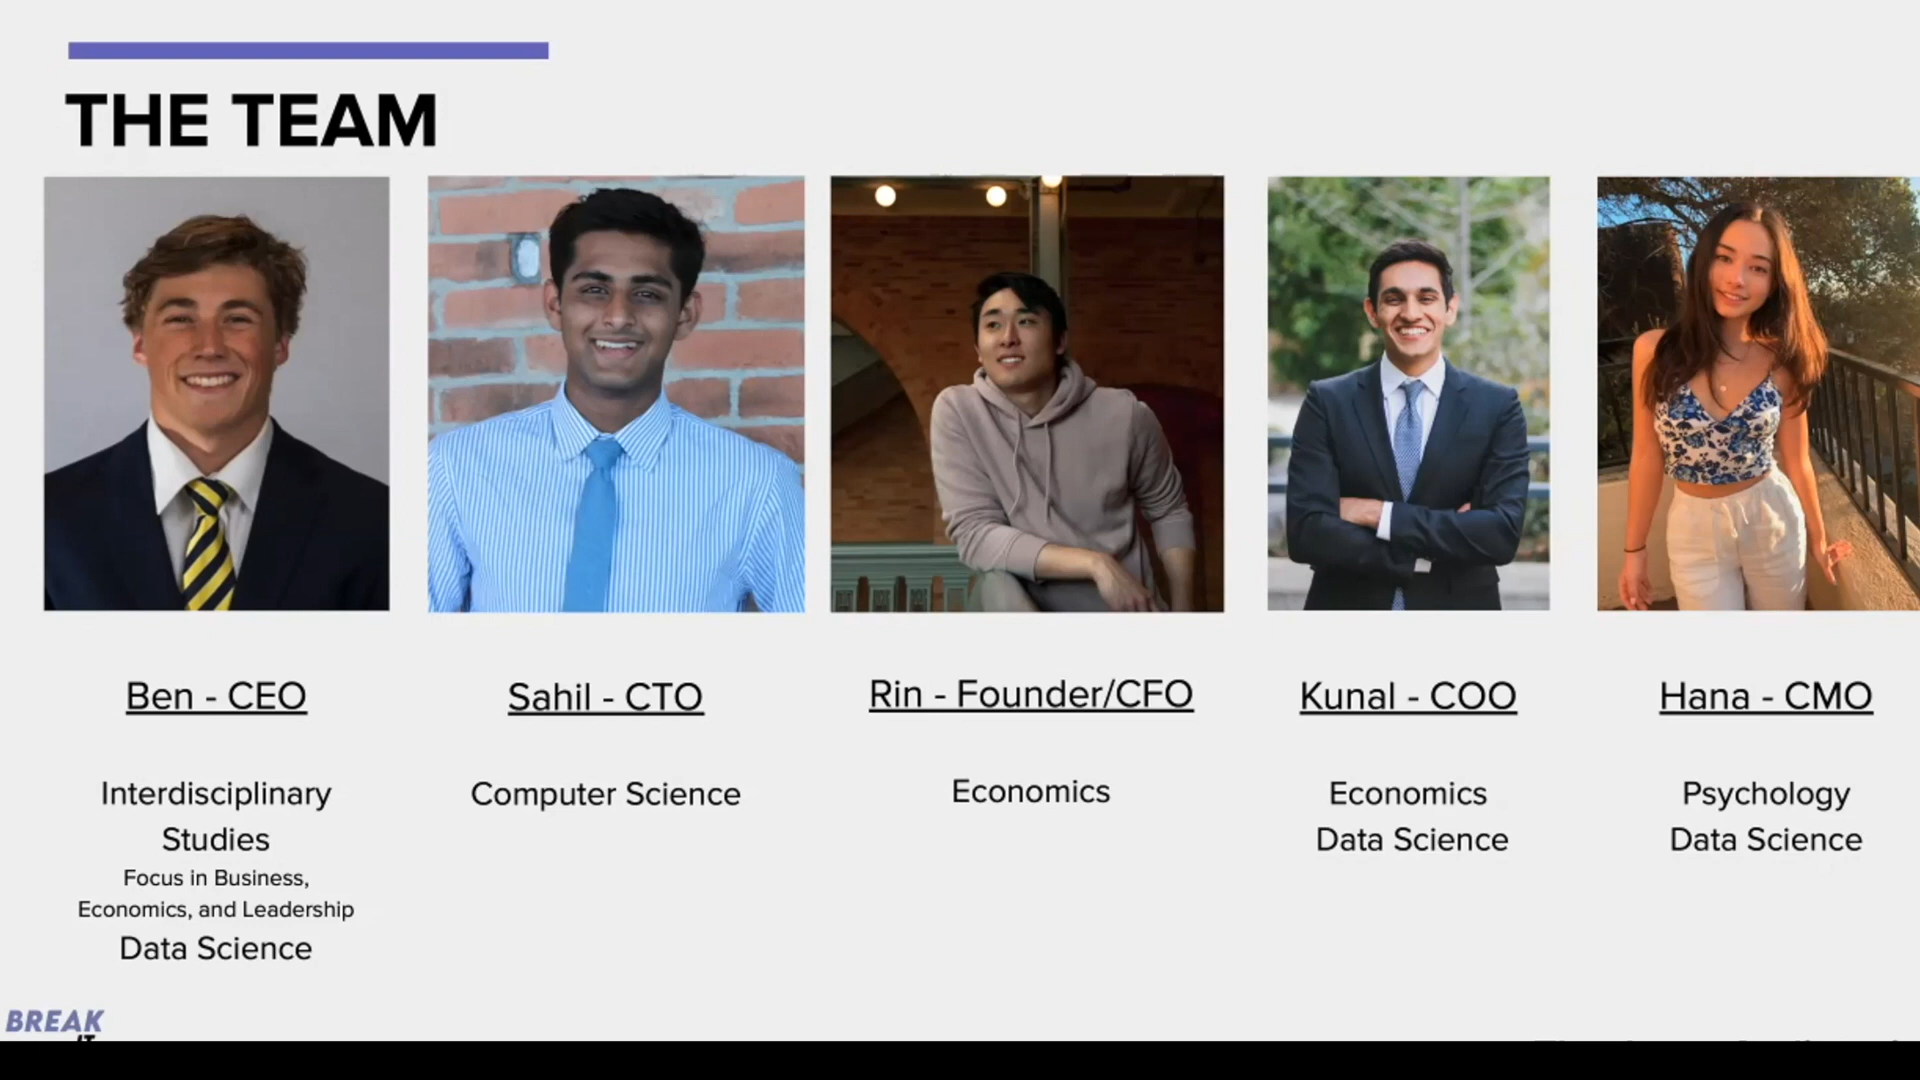 THE TEAM
Ben - CEO
Interdisciplinary
Studies
Focus in Business,
Economics, and Leadership
Data Science
Sahil - CTO
Computer Science
Rin - Founder/CFO
Economics
Kunal - COO
Economics
Data Science
Hana - CMO
Psychology
Data Science
BREAK
IT